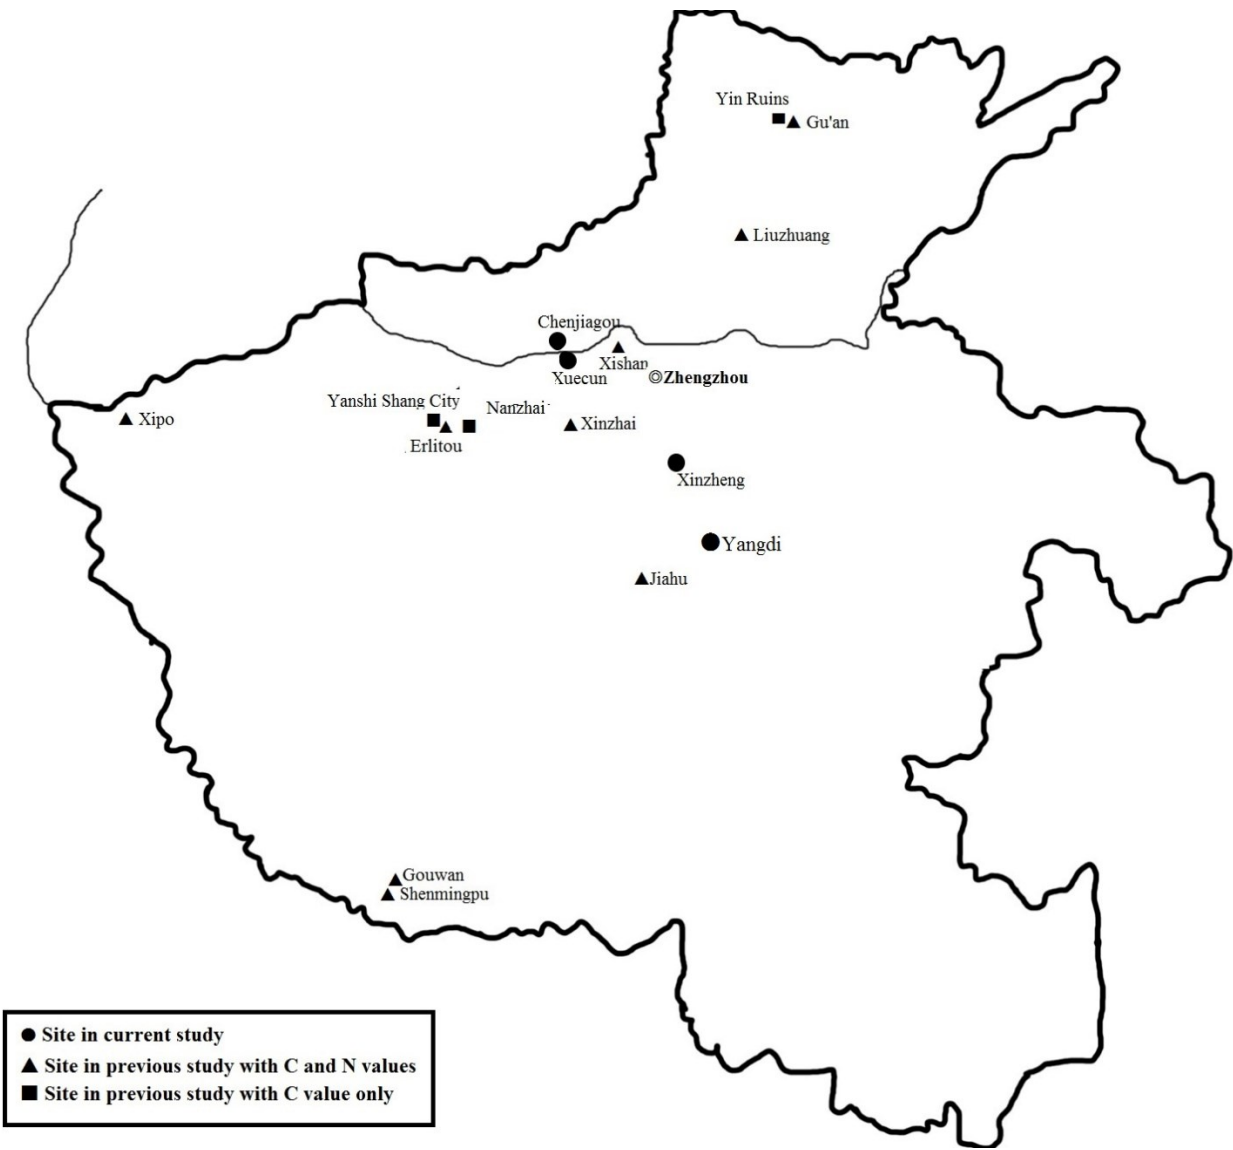 Yin Ruins
Gu'an
Liuzhuang
Chenjiagou
Xishan
Xuecun
◎Zhengzhou
Yanshi Shang City
Nanzhai
Xipo
Xinzhai
Erlitou
Xinzheng
Yangdi
Jiahu
Gouwan
Shenmingpu
● Site in current study
▲ Site in previous study with C and N values
■ Site in previous study with C value only